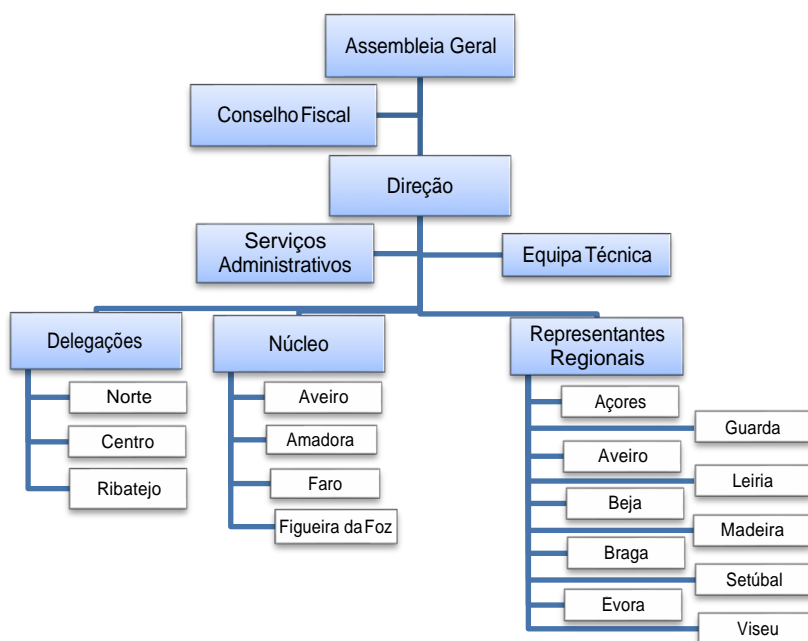 Assembleia Geral
Conselho Fiscal
Direção
Serviços
Administrativos
Equipa Técnica
Delegações
Norte
Centro
Ribatejo
Núcleo
Aveiro
Amadora
Faro
Figueira da Foz
Representantes
Regionais
Açores
Guarda
Aveiro
Leiria
Beja
Madeira
Braga
Setúbal
Evora
Viseu